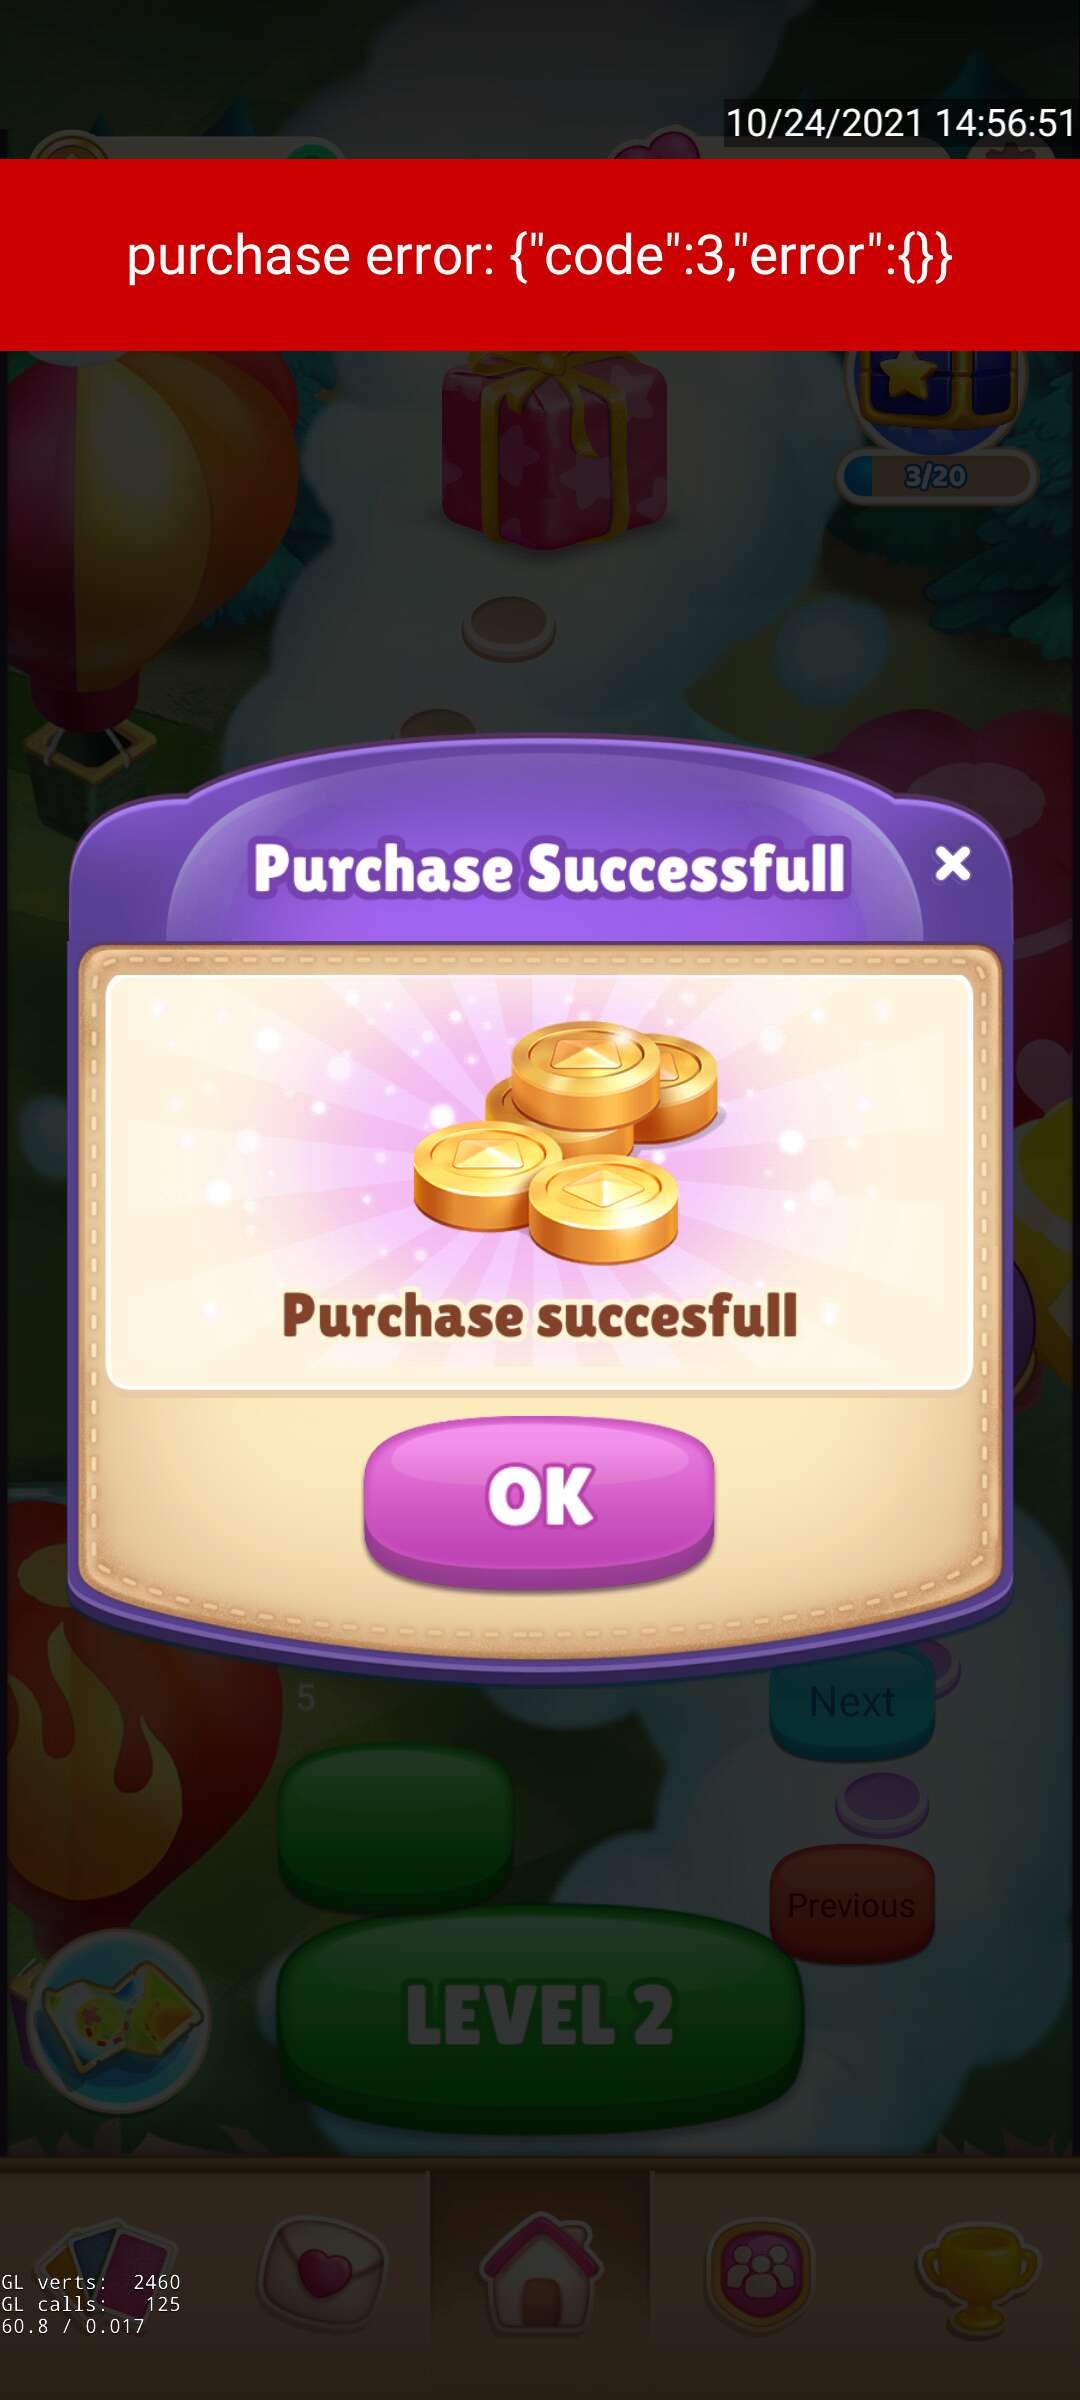 10/24/2021 14:56:51
purchase error: {"code":3,"error":{}}
3/20
Purchase Successfull
Purchase succesfull
OK
5
Next
Previous
LEVEL 2
GL verts: 2460
GL calls: 125
60.8 / 0.017